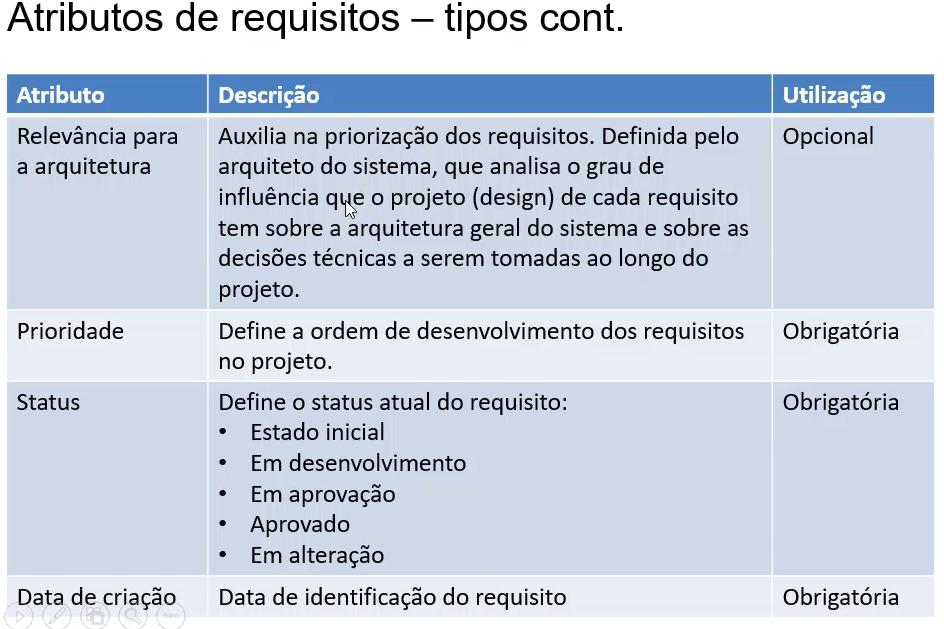 Atributos de requisitos – tipos cont.
Atributo Descrição Utilização
Relevância para Auxilia na priorização dos requisitos. Definida pelo Opcional
a arquitetura arquiteto do sistema, que analisa o grau de
influência que o projeto (design) de cada requisito
tem sobre a arquitetura geral do sistema e sobre as
decisões técnicas a serem tomadas ao longo do
projeto.
Prioridade Define a ordem de desenvolvimento dos requisitos Obrigatória
no projeto.
Status Define o status atual do requisito: Obrigatória
• Estado inicial
• Em desenvolvimento
• Em aprovação
• Aprovado
• Em alteração
Data de criação Data de identificação do requisito Obrigatória